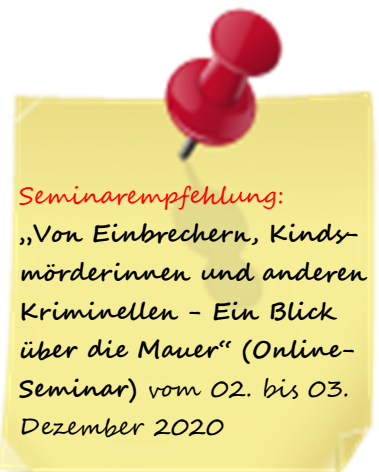 Seminarempfehlung:
„Von Einbrechern, Kinds-
mörderinnen und anderen
Kriminellen - Ein Blick
über die Mauer“ (Online-
Seminar) vom 02. bis 03.
Dezember 2020